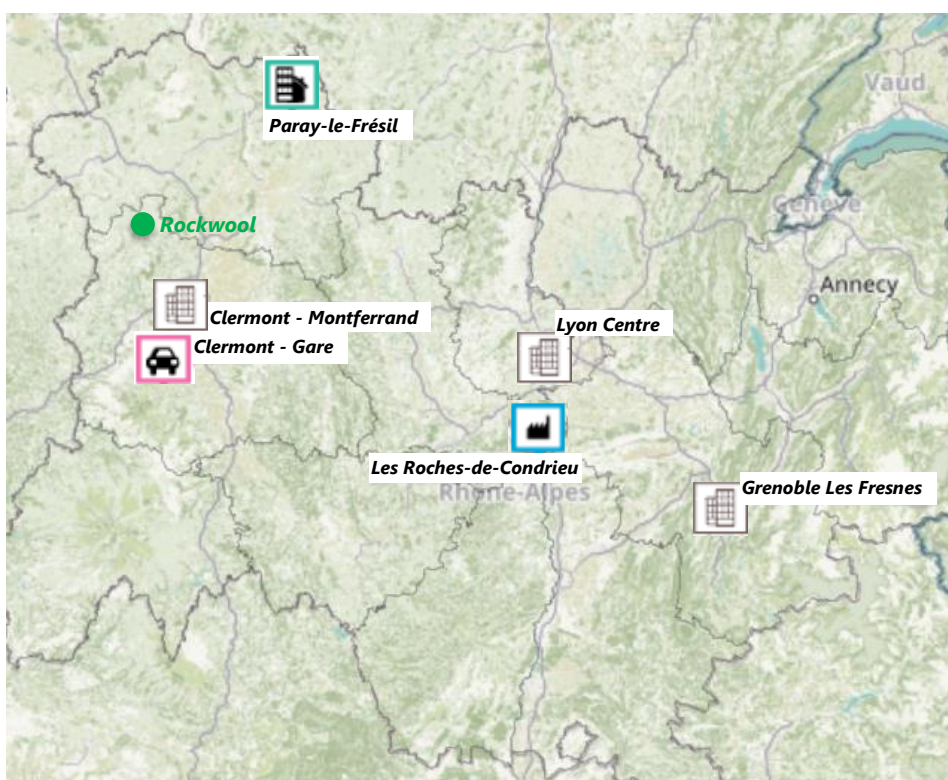 Vaud
Paray-le-Frésil
Genève
Rockwool
Annecy
Clermont - Montferrand
Lyon Centre
Clermont - Gare
Les Roches-de-Condrieu
Rhône-Alpes
Grenoble Les Fresnes